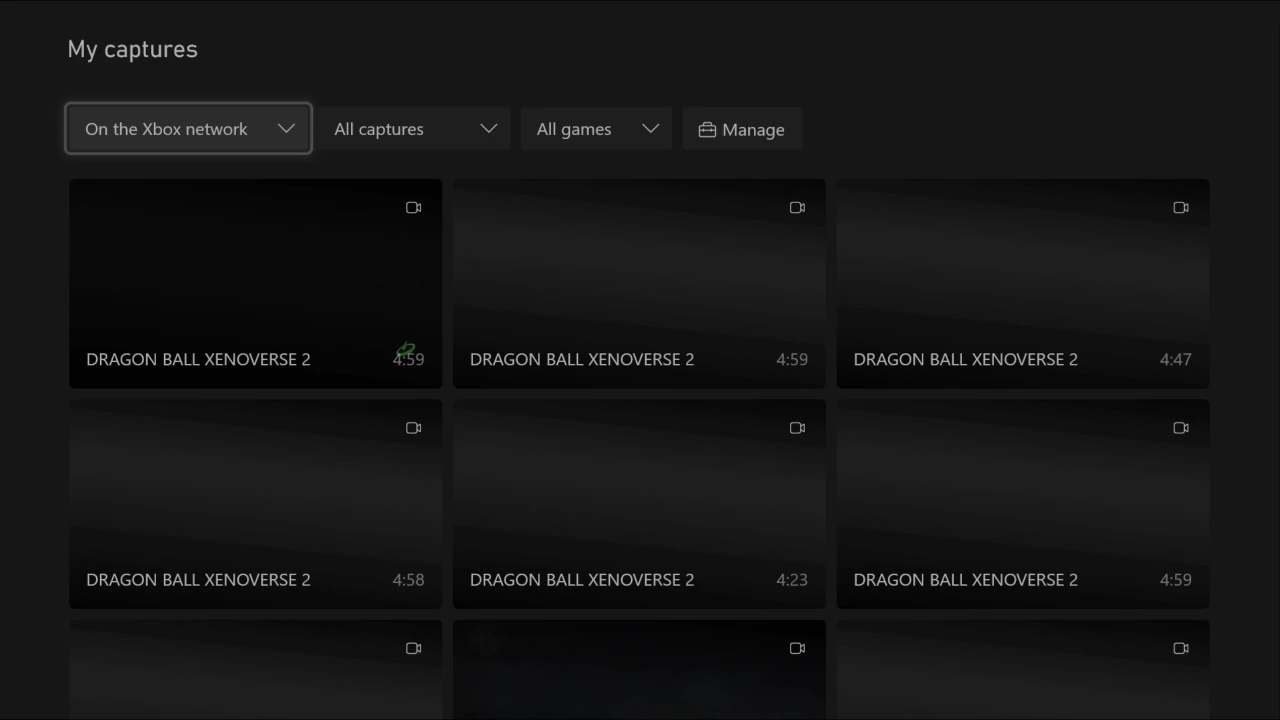 My captures
On the Xbox network
All captures
All games
Manage
DRAGON BALL XENOVERSE 2
4:59
DRAGON BALL XENOVERSE 2
4:59
DRAGON BALL XENOVERSE 2
4:47
DRAGON BALL XENOVERSE 2
4:58
DRAGON BALL XENOVERSE 2
4:23
DRAGON BALL XENOVERSE 2
4:59